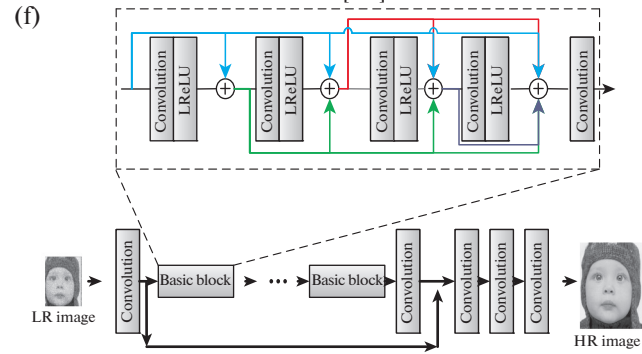 (f)
Convolution
LReLU
Convolution
LReLU
Convolution
LReLU
Convolution
LReLU
Convolution
+
+
+
+
Convolution
Basic block
Basic block
Convolution
Convolution
Convolution
Convolution
LR image
HR image